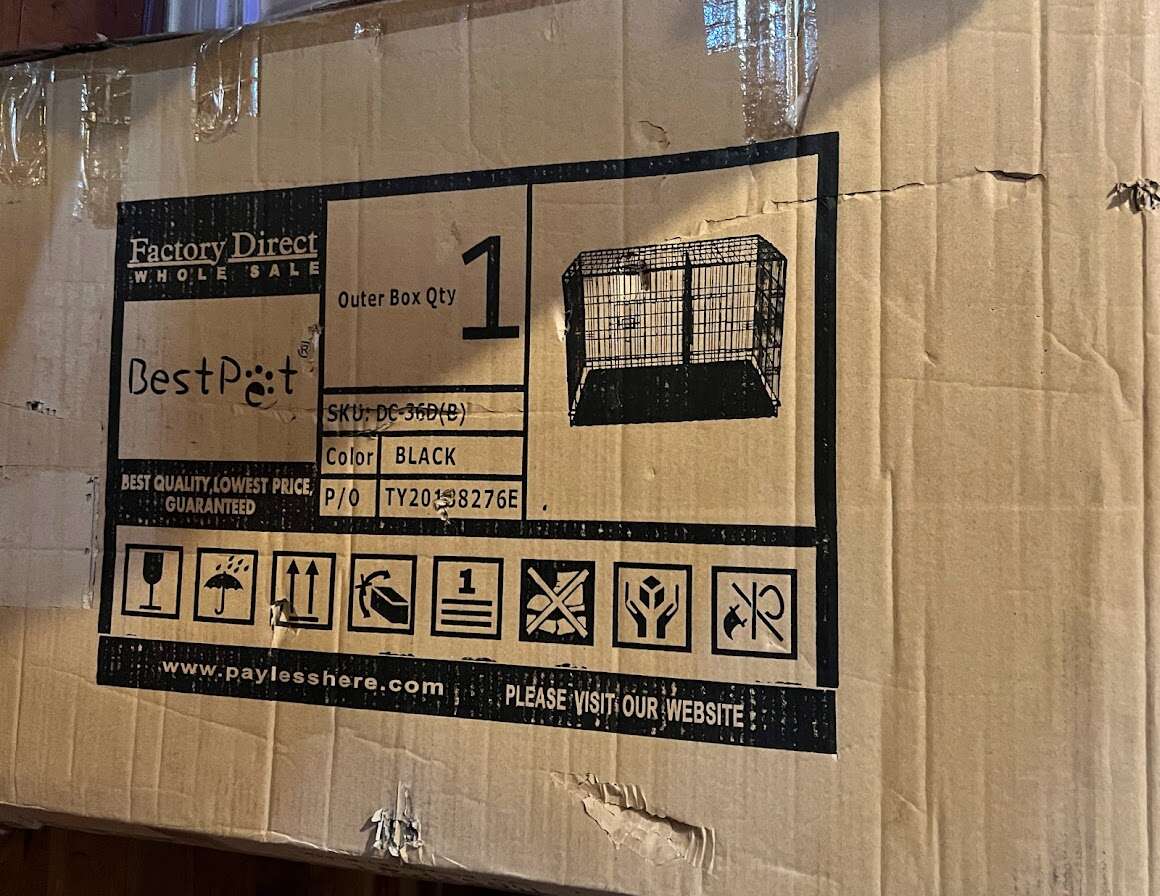 Factory Direct
WHOLE SALE
BestPet®
BEST QUALITY,LOWEST PRICE,
GUARANTEED
Outer Box Qty 1
SKU: DC-36D(B)
Color BLACK
P/O
1
www.paylesshere.com
PLEASE VISIT OUR WEBSITE